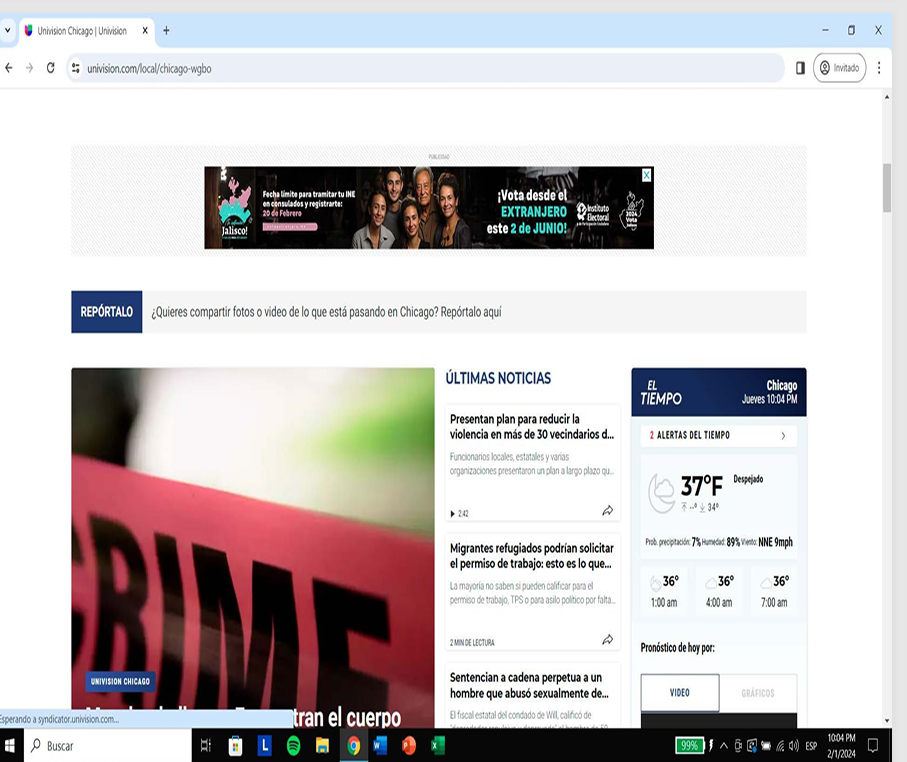 Univision Chicago | Univision
univision.com/local/chicago-wgbo
Invitado
PUBLICIDAD
Jalisco!
Fecha límite para tramitar tu INE
en consulados y registrarte:
20 de Febrero
¡Vota desde el
EXTRANJERO
este 2 de JUNIO!
Instituto
Electoral
2024
Vota
REPÓRTALO
¿Quieres compartir fotos o video de lo que está pasando en Chicago? Repórtalo aquí
CRIME
UNIVISION CHICAGO
tran el cuerpo
ÚLTIMAS NOTICIAS
Presentan plan para reducir la
violencia en más de 30 vecindarios d...
Funcionarios locales, estatales y varias
organizaciones presentaron un plan a largo plazo qu...
2:42
Migrantes refugiados podrían solicitar
el permiso de trabajo: esto es lo que...
La mayoría no saben si pueden calificar para el
permiso de trabajo, TPS o para asilo político por falta...
2 MIN DE LECTURA
Sentencian a cadena perpetua a un
hombre que abusó sexualmente de...
El fiscal estatal del condado de Will, calificó de
EL
TIEMPO
Chicago
Jueves 10:04 PM
2 ALERTAS DEL TIEMPO
37°F
Despejado
--° 34°
Prob. precipitación: 7% Humedad: 89% Viento: NNE 9mph
36° 36° 36°
1:00 am 4:00 am 7:00 am
Pronóstico de hoy por:
VIDEO GRÁFICOS
Esperando a syndicator.univision.com...
Buscar
99%
ESP
10:04 PM
2/1/2024